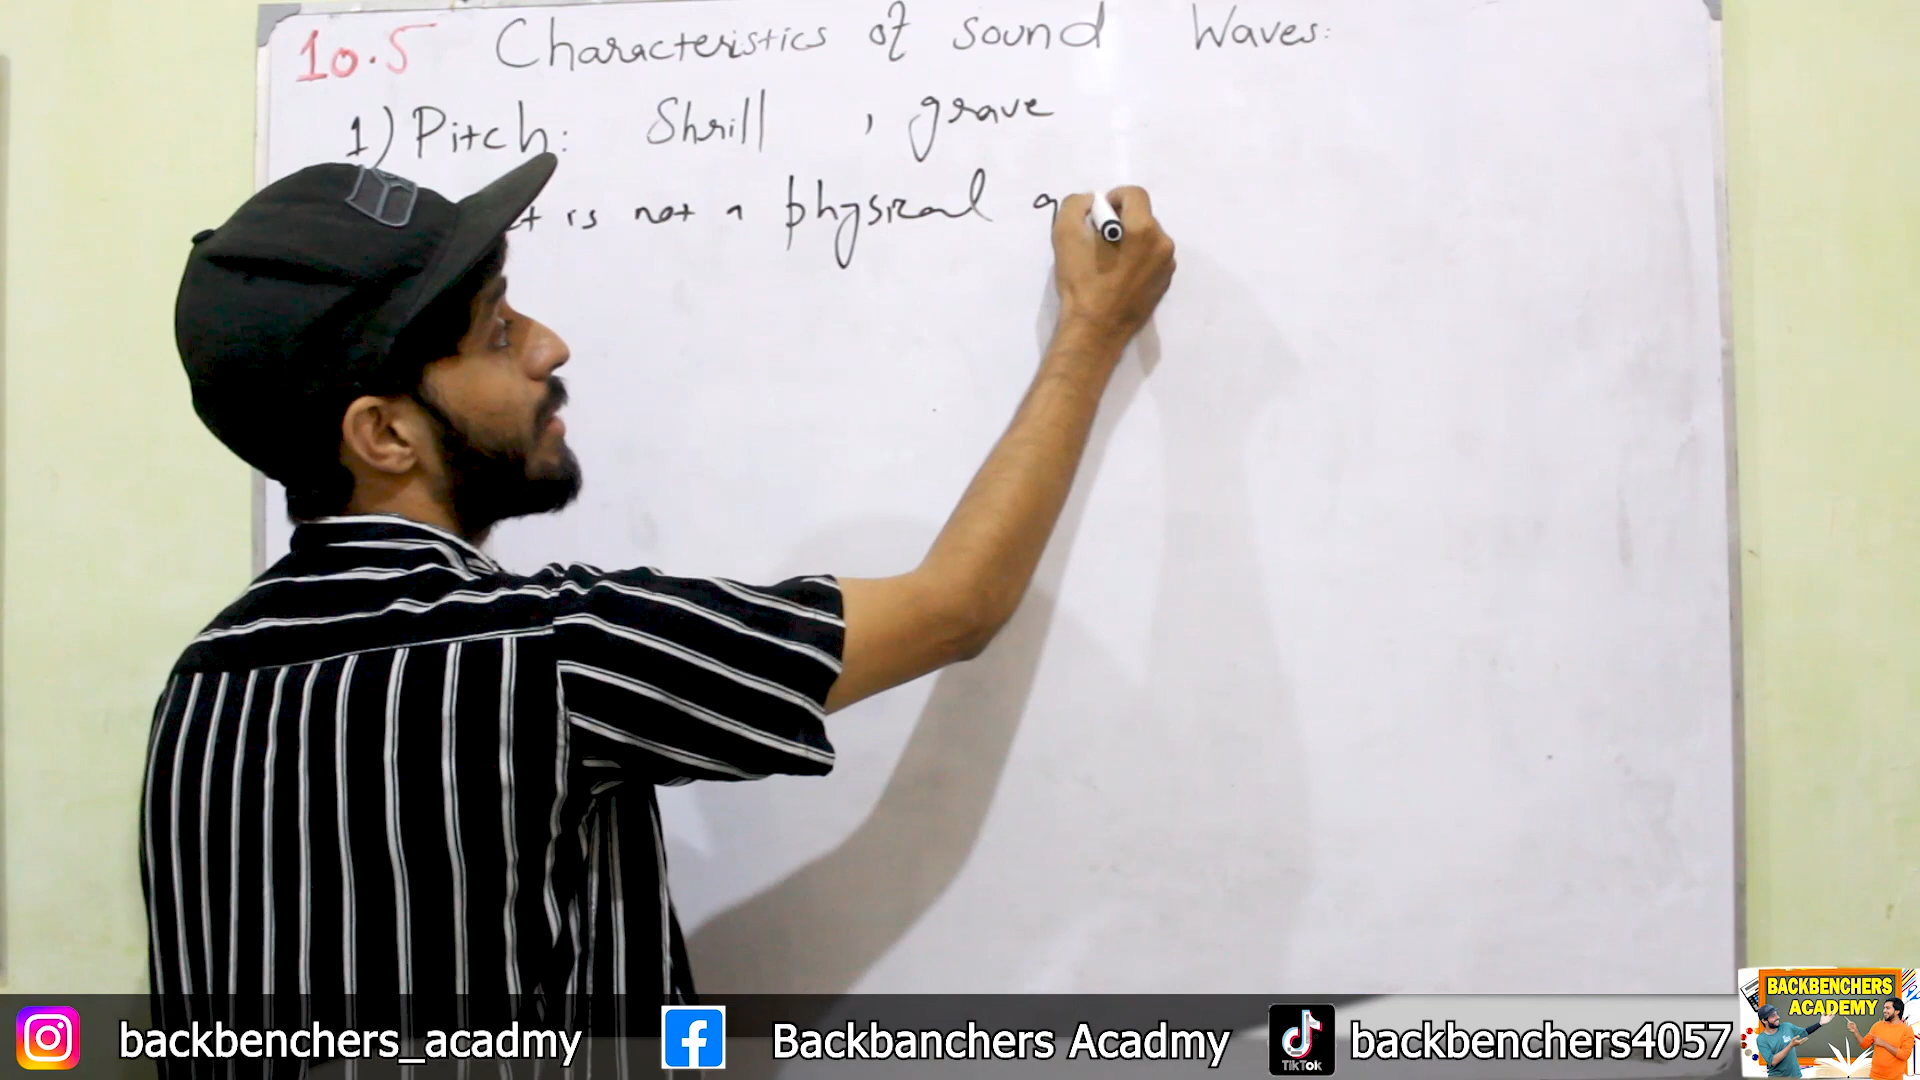 10.5 Characteristics of sound Waves:
1) Pitch: Shrill , grave
is not a physical
backbenchers_acadmy
Backbanchers Acadmy
TikTok
backbenchers4057
BACKBENCHERS
ACADEMY